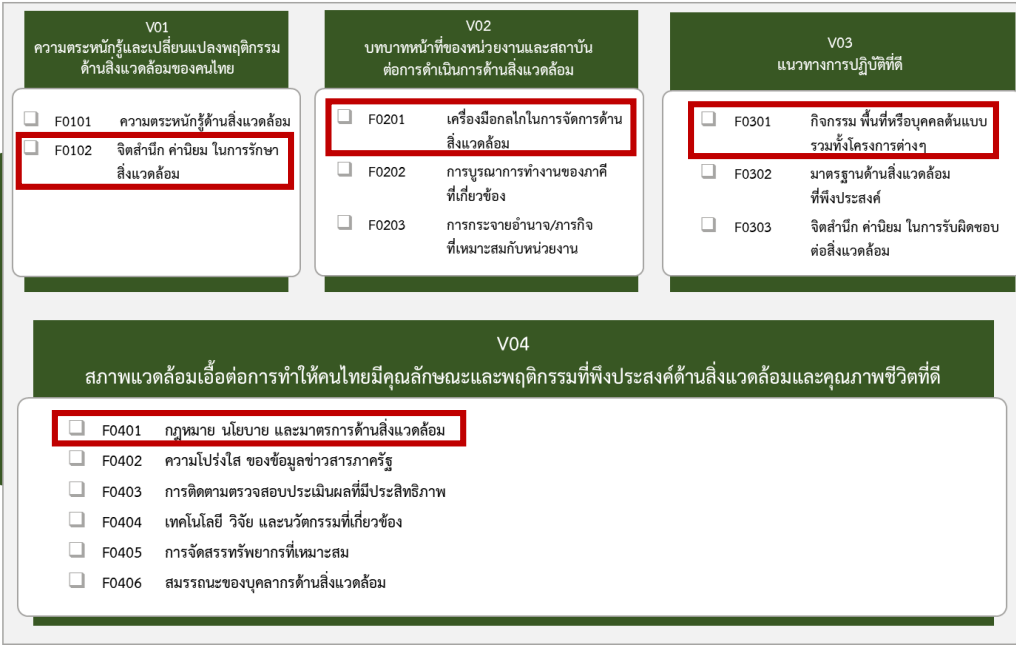 V01
ความตระหนักรู้และเปลี่ยนแปลงพฤติกรรม
ด้านสิ่งแวดล้อมของคนไทย
F0101 ความตระหนักรู้ด้านสิ่งแวดล้อม
F0102 จิตสำนึก ค่านิยม ในการรักษา
สิ่งแวดล้อม
V02
บทบาทหน้าที่ของหน่วยงานและสถาบัน
ต่อการดำเนินการด้านสิ่งแวดล้อม
F0201 เครื่องมือกลไกในการจัดการด้าน
สิ่งแวดล้อม
F0202 การบูรณาการทำงานของภาคี
ที่เกี่ยวข้อง
F0203 การกระจายอำนาจ/ภารกิจ
ที่เหมาะสมกับหน่วยงาน
V03
แนวทางการปฏิบัติที่ดี
F0301 กิจกรรม พื้นที่หรือบุคคลต้นแบบ
รวมทั้งโครงการต่างๆ
F0302 มาตรฐานด้านสิ่งแวดล้อม
ที่พึงประสงค์
F0303 จิตสำนึก ค่านิยม ในการรับผิดชอบ
ต่อสิ่งแวดล้อม
V04
สภาพแวดล้อมเอื้อต่อการทำให้คนไทยมีคุณลักษณะและพฤติกรรมที่พึงประสงค์ด้านสิ่งแวดล้อมและคุณภาพชีวิตที่ดี
F0401 กฎหมาย นโยบาย และมาตรการด้านสิ่งแวดล้อม
F0402 ความโปร่งใส ของข้อมูลข่าวสารภาครัฐ
F0403 การติดตามตรวจสอบประเมินผลที่มีประสิทธิภาพ
F0404 เทคโนโลยี วิจัย และนวัตกรรมที่เกี่ยวข้อง
F0405 การจัดสรรทรัพยากรที่เหมาะสม
F0406 สมรรถนะของบุคลากรด้านสิ่งแวดล้อม